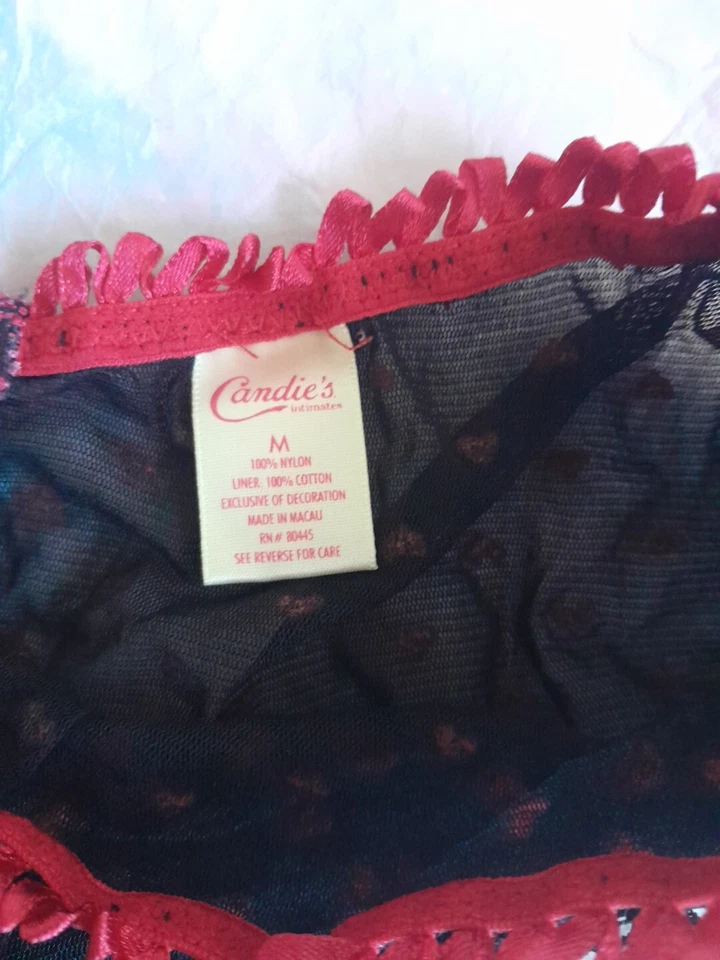 Candie's
intimates
M
100% NYLON
LINER: 100% COTTON
EXCLUSIVE OF DECORATION
MADE IN MACAU
RN# 80445
SEE REVERSE FOR CARE